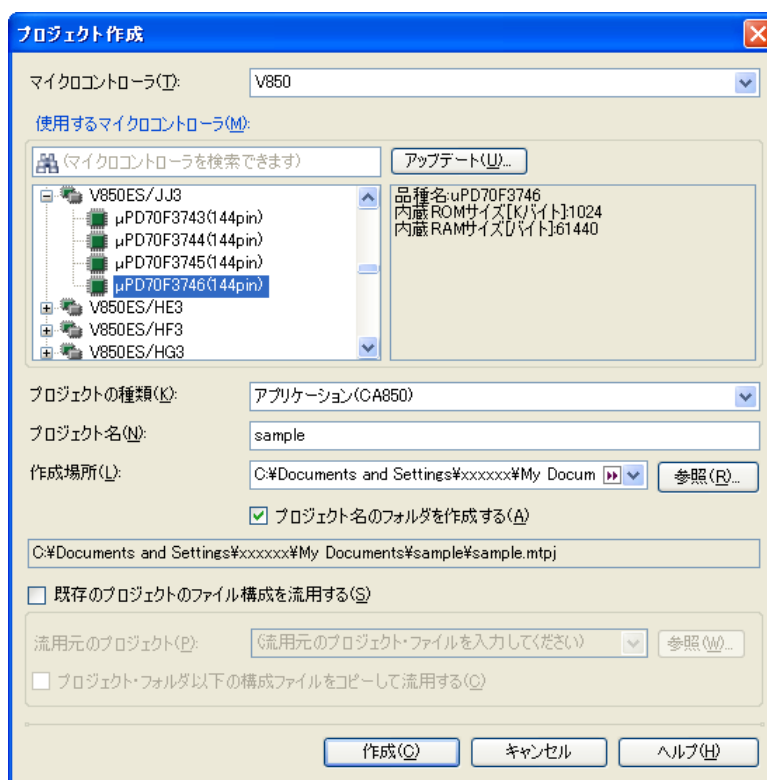 プロジェクト作成
マイクロコントローラ(T):
V850
使用するマイクロコントローラ(M):
(マイクロコントローラを検索できます)
アップデート(U)...
V850ES/JJ3
µPD70F3743(144pin)
µPD70F3744(144pin)
µPD70F3745(144pin)
µPD70F3746(144pin)
V850ES/HE3
V850ES/HF3
V850ES/HG3
品種名:uPD70F3746
内蔵ROMサイズ[Kバイト]:1024
内蔵RAMサイズ[バイト]:61440
プロジェクトの種類(K):
アプリケーション(CA850)
プロジェクト名(N):
sample
作成場所(L):
C:¥Documents and Settings¥xxxxxx¥My Docum
参照(R)...
プロジェクト名のフォルダを作成する(A)
C:¥Documents and Settings¥xxxxxx¥My Documents¥sample¥sample.mtpj
既存のプロジェクトのファイル構成を流用する(S)
流用元のプロジェクト(P):
(流用元のプロジェクト・ファイルを入力してください)
参照(W)...
プロジェクト・フォルダ以下の構成ファイルをコピーして流用する(C)
作成(C)
キャンセル
ヘルプ(H)